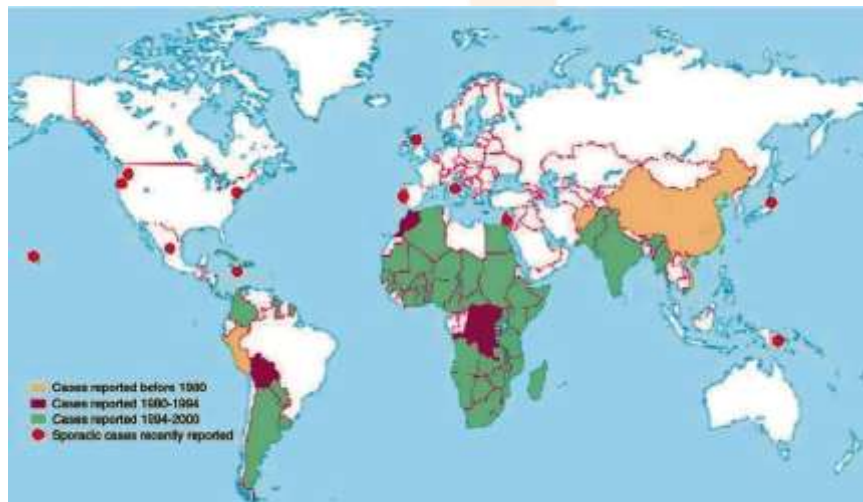 Cases reported before 1980
Cases reported 1980-1994
Cases reported 1994-2000
Sporadic cases recently reported